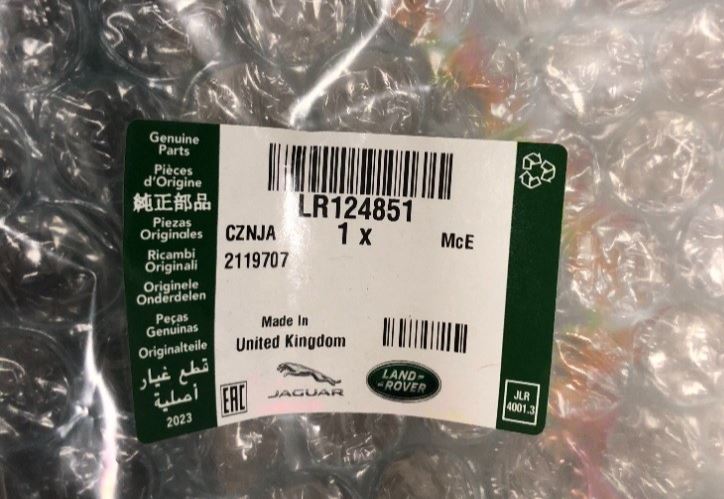 Genuine
Parts
Pièces
d'Origine
純正部品
Piezas
Originales
Ricambi
Originali
Originele
Onderdelen
Peças
Genuinas
Originalteile
قطع غيار
أصلية
2023
LR124851
CZNJA 1 x McE
2119707
Made In
United Kingdom
EAC
JAGUAR
LAND-
-ROVER
JLR
4001.3